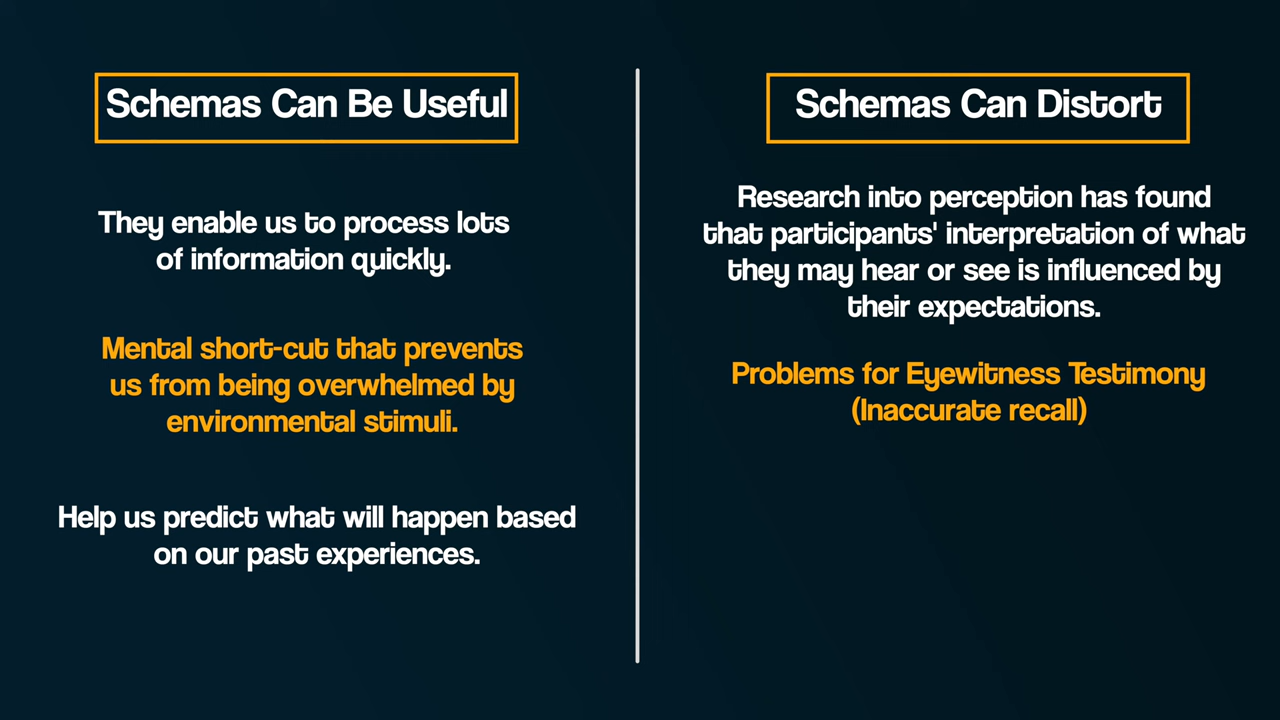 Schemas Can Be Useful
They enable us to process lots
of information quickly.
Mental short-cut that prevents
us from being overwhelmed by
environmental stimuli.
Help us predict what will happen based
on our past experiences.
Schemas Can Distort
Research into perception has found
that participants' interpretation of what
they may hear or see is influenced by
their expectations.
Problems for Eyewitness Testimony
(Inaccurate recall)